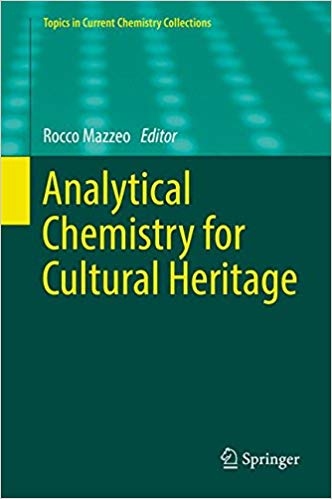 Topics in Current Chemistry Collections
Rocco Mazzeo Editor
Analytical
Chemistry for
Cultural Heritage
Springer